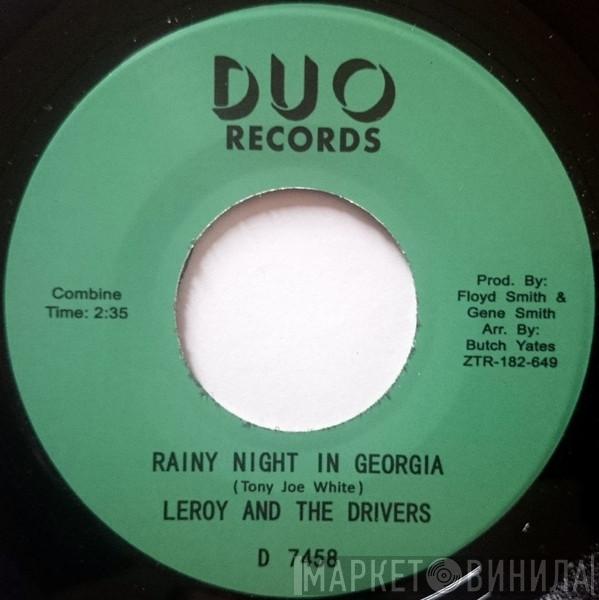 DUO
RECORDS
Combine
Time: 2:35
Prod. By:
Floyd Smith &
Gene Smith
Arr. By:
Butch Yates
ZTR-182-649
RAINY NIGHT IN GEORGIA
(Tony Joe White)
LEROY AND THE DRIVERS
D 7458
МАРКЕТ ВИНИЛА